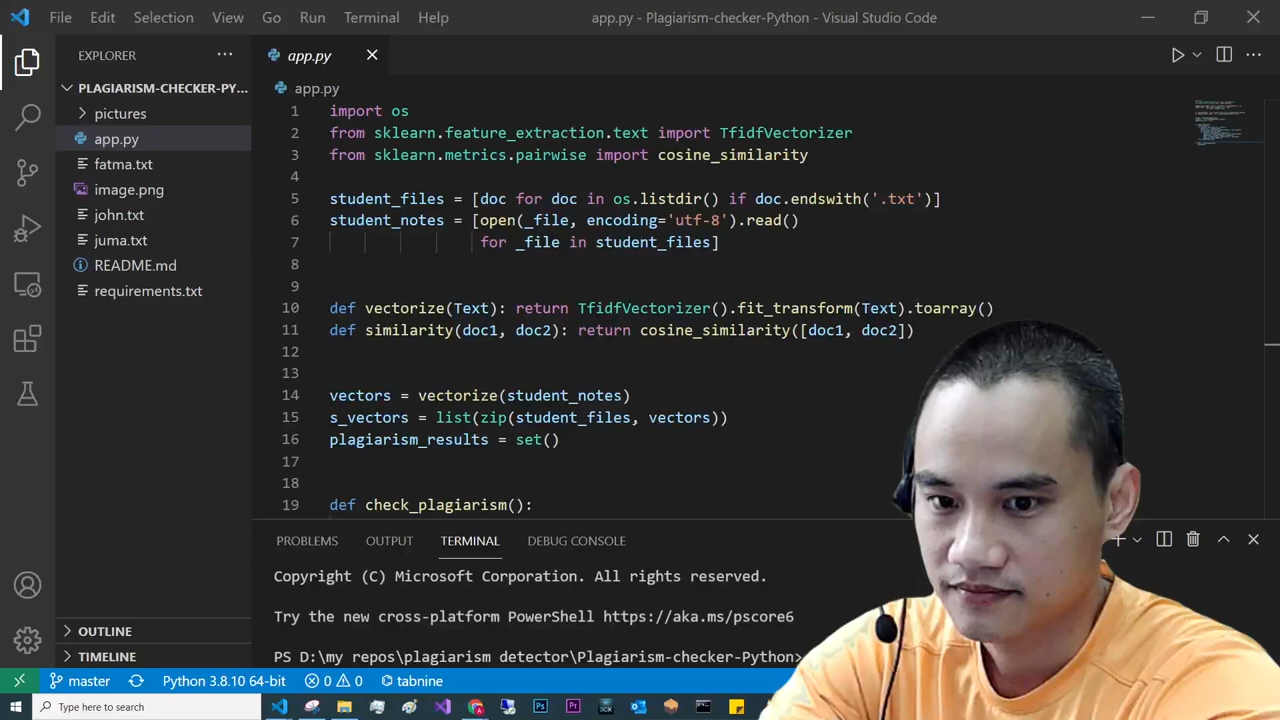 File Edit Selection View Go Run Terminal Help
app.py - Plagiarism-checker-Python - Visual Studio Code
EXPLORER
PLAGIARISM-CHECKER-PY...
pictures
app.py
fatma.txt
image.png
john.txt
juma.txt
README.md
requirements.txt
OUTLINE
TIMELINE
app.py
app.py
1 import os
2 from sklearn.feature_extraction.text import TfidfVectorizer
3 from sklearn.metrics.pairwise import cosine_similarity
4
5 student_files = [doc for doc in os.listdir() if doc.endswith('.txt')]
6 student_notes = [open(_file, encoding='utf-8').read()
7 for _file in student_files]
8
9
10 def vectorize(Text): return TfidfVectorizer().fit_transform(Text).toarray()
11 def similarity(doc1, doc2): return cosine_similarity([doc1, doc2])
12
13
14 vectors = vectorize(student_notes)
15 s_vectors = list(zip(student_files, vectors))
16 plagiarism_results = set()
17
18
19 def check_plagiarism():
PROBLEMS OUTPUT TERMINAL DEBUG CONSOLE
Copyright (C) Microsoft Corporation. All rights reserved.
Try the new cross-platform PowerShell https://aka.ms/pscore6
PS D:\my repos\plagiarism detector\Plagiarism-checker-Python>
master Python 3.8.10 64-bit 0 0 tabnine
Type here to search